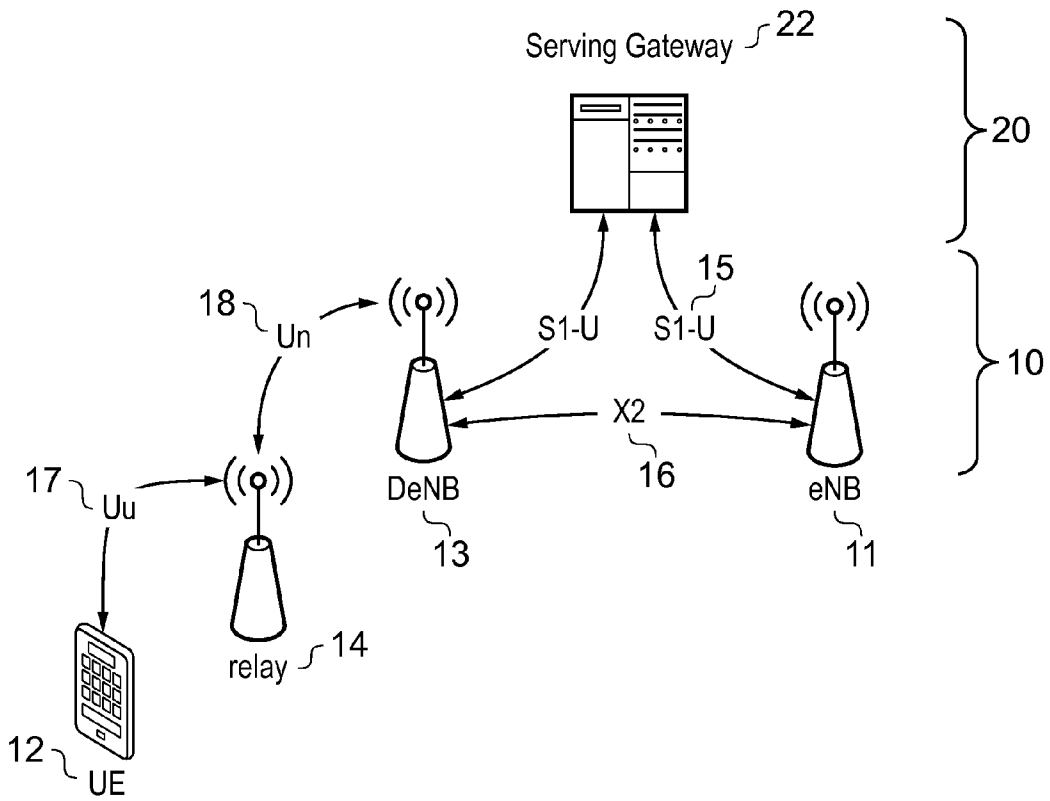 Serving Gateway 22
20
15
18
Un
S1-U
S1-U
10
X2
16
17
Uu
DeNB
13
eNB
11
relay 14
12
UE